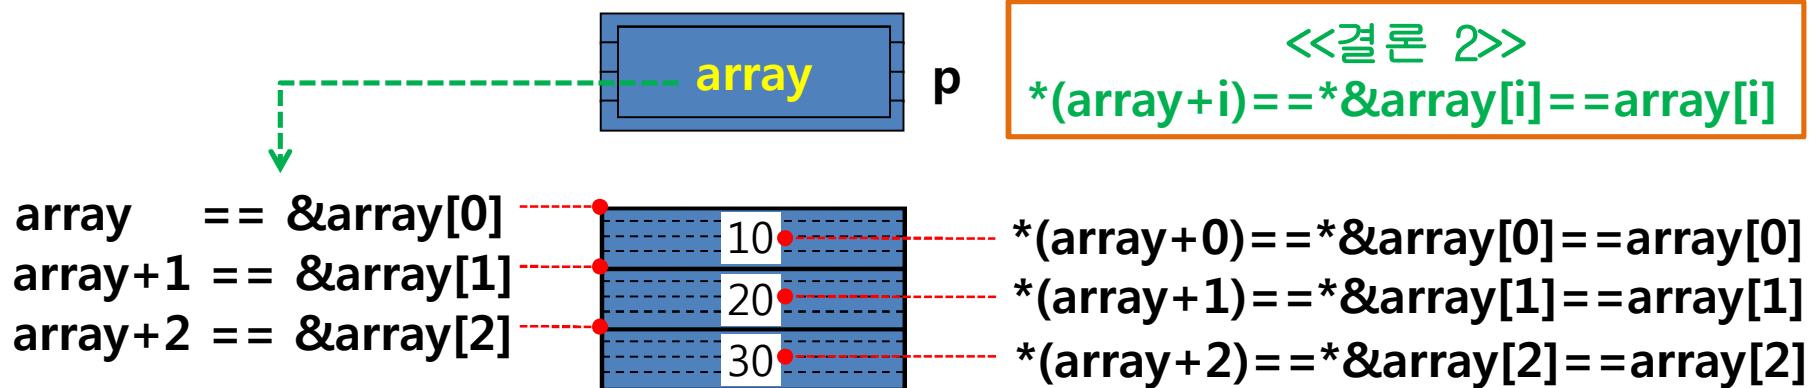 array
p
<<결론 2>>
*(array+i)==*&array[i]==array[i]
array == &array[0]
array+1 == &array[1]
array+2 == &array[2]
10
20
30
*(array+0)==*&array[0]==array[0]
*(array+1)==*&array[1]==array[1]
*(array+2)==*&array[2]==array[2]